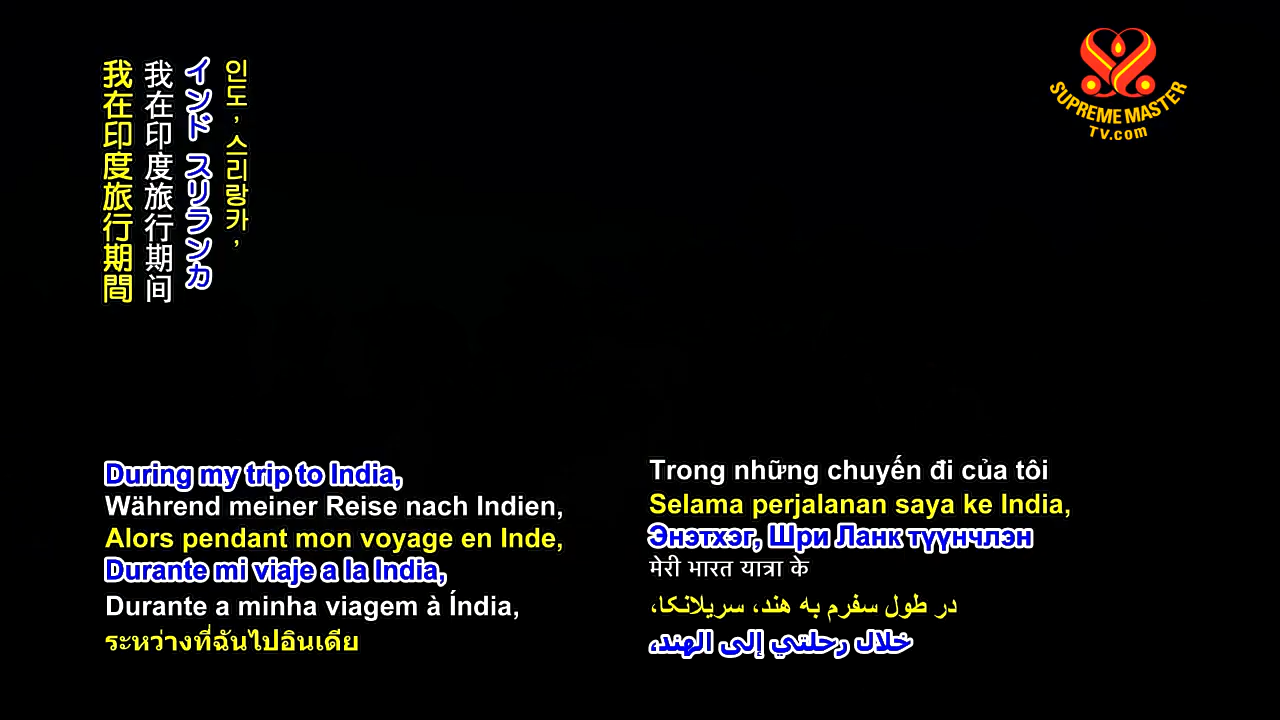 我在印度旅行期間
我在印度旅行期间
インド スリランカ
인도，스리랑카，
SUPREME MASTER
TV.com
During my trip to India,
Während meiner Reise nach Indien,
Alors pendant mon voyage en Inde,
Durante mi viaje a la India,
Durante a minha viagem à Índia,
ระหว่างที่ฉันไปอินเดีย
Trong những chuyến đi của tôi
Selama perjalanan saya ke India,
Энэтхэг, Шри Ланк түүнчлэн
मेरी भारत यात्रा के
در طول سفرم به هند، سریلانکا،
خلال رحلتي إلى الهند،